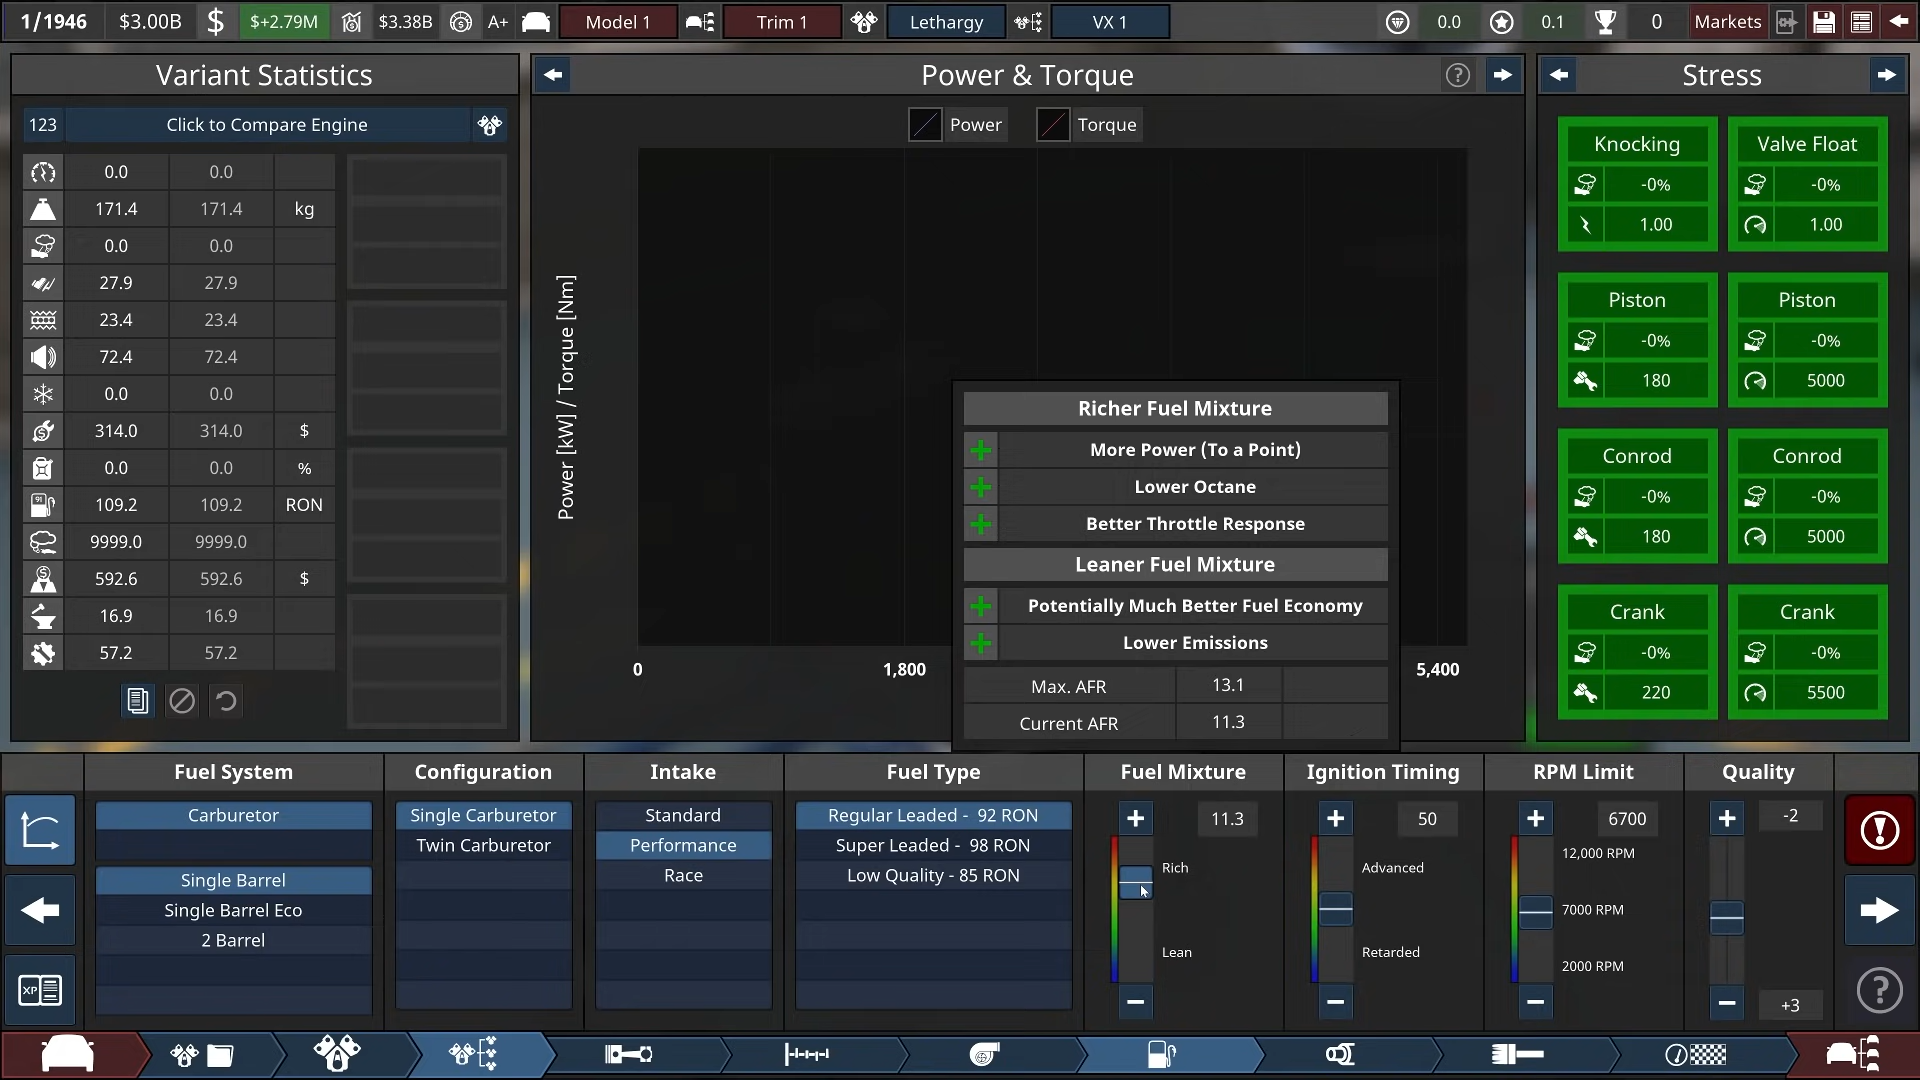 1/1946
$3.00B
$+2.79M
$3.38B
A+
Model 1
Trim 1
Lethargy
VX 1
0.0
0.1
0
Markets
Variant Statistics
123 Click to Compare Engine
0.0 0.0
171.4 171.4 kg
0.0 0.0
27.9 27.9
23.4 23.4
72.4 72.4
0.0 0.0
314.0 314.0 $
0.0 0.0 %
91
109.2 109.2 RON
9999.0 9999.0
592.6 592.6 $
16.9 16.9
57.2 57.2
Power & Torque
?
Power
Torque
Power [kW] / Torque [Nm]
0
1,800
5,400
Richer Fuel Mixture
More Power (To a Point)
Lower Octane
Better Throttle Response
Leaner Fuel Mixture
Potentially Much Better Fuel Economy
Lower Emissions
Max. AFR 13.1
Current AFR 11.3
Stress
Knocking
-0%
1.00
Valve Float
-0%
1.00
Piston
-0%
180
Piston
-0%
5000
Conrod
-0%
180
Conrod
-0%
5000
Crank
-0%
220
Crank
-0%
5500
XP
Fuel System
Carburetor
Single Barrel
Single Barrel Eco
2 Barrel
Configuration
Single Carburetor
Twin Carburetor
Intake
Standard
Performance
Race
Fuel Type
Regular Leaded - 92 RON
Super Leaded - 98 RON
Low Quality - 85 RON
Fuel Mixture
11.3
Rich
Lean
Ignition Timing
50
Advanced
Retarded
RPM Limit
6700
12,000 RPM
7000 RPM
2000 RPM
Quality
-2
+3
?